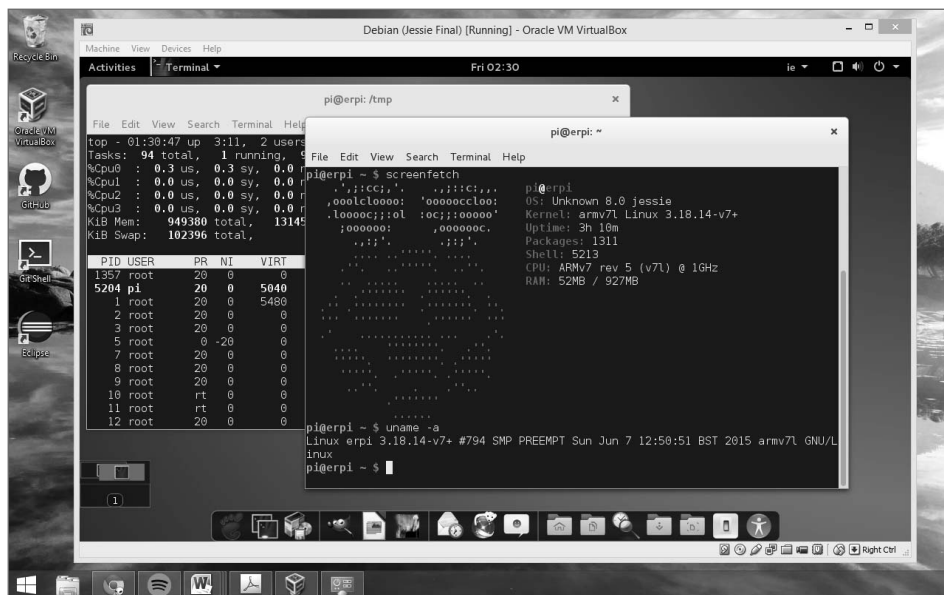 Debian (Jessie Final) [Running] - Oracle VM VirtualBox
Machine View Devices Help
Activities Terminal Fri 02:30 ie
Recycle Bin
Oracle VM
VirtualBox
GitHub
Git Shell
Eclipse
pi@erpi: /tmp
File Edit View Search Terminal Help
top - 01:30:47 up 3:11, 2 users
Tasks: 94 total, 1 running,
%Cpu0 : 0.3 us, 0.3 sy, 0.0
%Cpu1 : 0.0 us, 0.0 sy, 0.0
%Cpu2 : 0.0 us, 0.0 sy, 0.0
%Cpu3 : 0.0 us, 0.0 sy, 0.0
KiB Mem: 949380 total, 13145
KiB Swap: 102396 total,
PID USER PR NI VIRT
1357 root 20 0 0
5204 pi 20 0 5040
1 root 20 0 5480
2 root 20 0 0
3 root 20 0 0
5 root 0 -20 0
7 root 20 0 0
8 root 20 0 0
9 root 20 0 0
10 root rt 0 0
11 root rt 0 0
12 root 20 0 0
pi@erpi: ~
File Edit View Search Terminal Help
pi@erpi ~ $ screenfetch
pi@erpi
OS: Unknown 8.0 jessie
Kernel: armv7l Linux 3.18.14-v7+
Uptime: 3h 10m
Packages: 1311
Shell: 5213
CPU: ARMv7 rev 5 (v7l) @ 1GHz
RAM: 52MB / 927MB
pi@erpi ~ $ uname -a
Linux erpi 3.18.14-v7+ #794 SMP PREEMPT Sun Jun 7 12:50:51 BST 2015 armv7l GNU/L
inux
pi@erpi ~ $
1
Right Ctrl